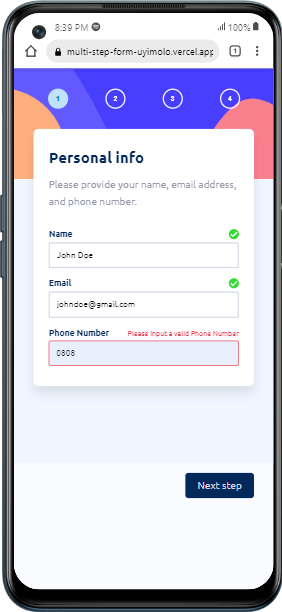 8:39 PM 100%
multi-step-form-uyimolo.vercel.app 1
1 2 3 4
Personal info
Please provide your name, email address,
and phone number.
Name
John Doe
Email
johndoe@gmail.com
Phone Number Please input a valid Phone Number
0808
Next step